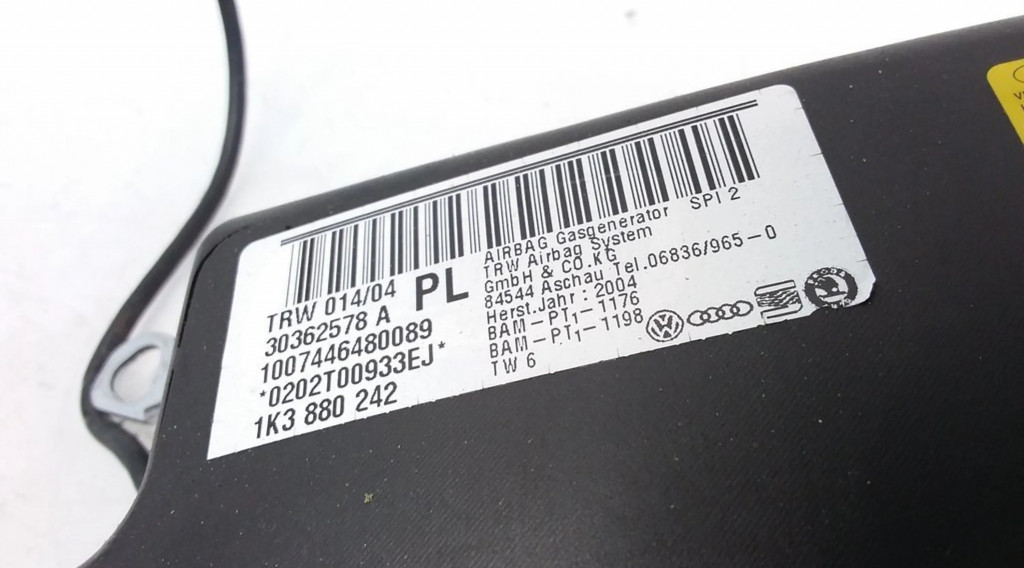 TRW 014/04 PL
30362578 A
1007446480089
*0202T00933EJ*
1K3 880 242
AIRBAG Gasgenerator SPI 2
TRW Airbag System
GmbH & CO.KG
84544 Aschau Tel.06836/965-0
Herst.Jahr: 2004
BAM-PT1-1176
BAM-PT1-1198
TW 6